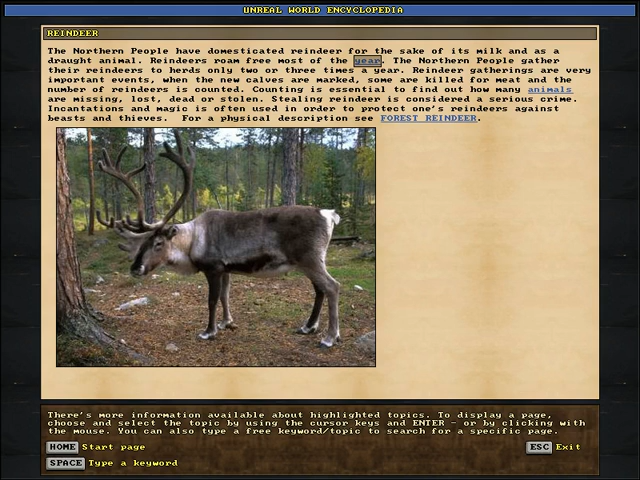 UNREAL WORLD ENCYCLOPEDIA
REINDEER
The Northern People have domesticated reindeer for the sake of its milk and as a
draught animal. Reindeers roam free most of the year. The Northern People gather
their reindeers to herds only two or three times a year. Reindeer gatherings are very
important events, when the new calves are marked, some are killed for meat and the
number of reindeers is counted. Counting is essential to find out how many animals
are missing, lost, dead or stolen. Stealing reindeer is considered a serious crime.
Incantations and magic is often used in order to protect one's reindeers against
beasts and thieves.  For a physical description see FOREST REINDEER.
There's more information available about highlighted topics. To display a page,
choose and select the topic by using the cursor keys and ENTER - or by clicking with
the mouse. You can also type a free keyword/topic to search for a specific page.
HOME Start page
ESC Exit
SPACE Type a keyword